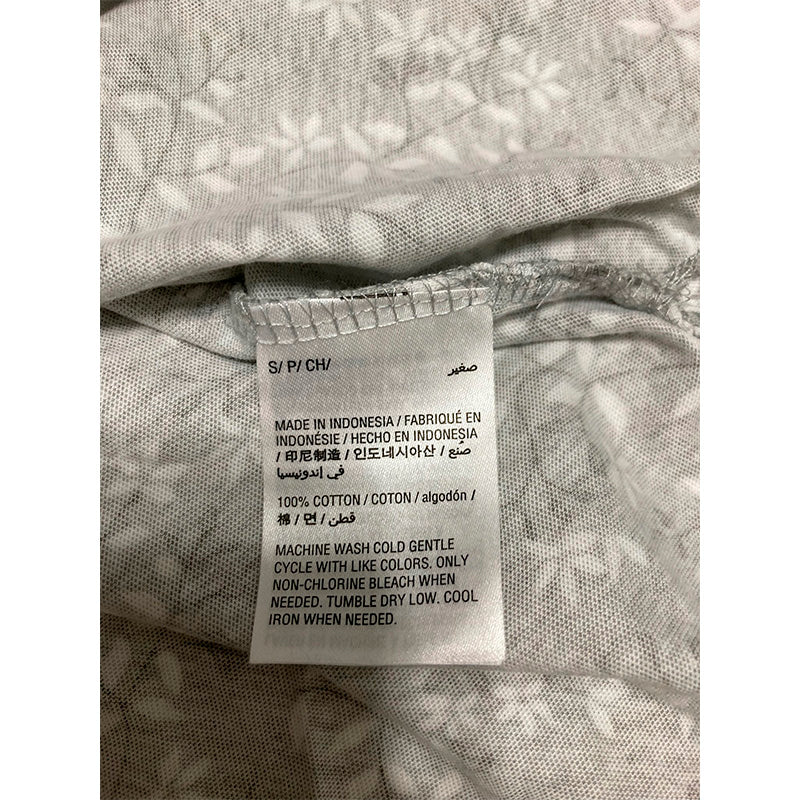 S/ P/ CH/ صغير
MADE IN INDONESIA / FABRIQUÉ EN
INDONÉSIE / HECHO EN INDONESIA
/ 印尼制造 / 인도네시아산 / صُنع
في إندونيسيا
100% COTTON / COTON / algodón /
棉 / 면 / قطن
MACHINE WASH COLD GENTLE
CYCLE WITH LIKE COLORS. ONLY
NON-CHLORINE BLEACH WHEN
NEEDED. TUMBLE DRY LOW. COOL
IRON WHEN NEEDED.